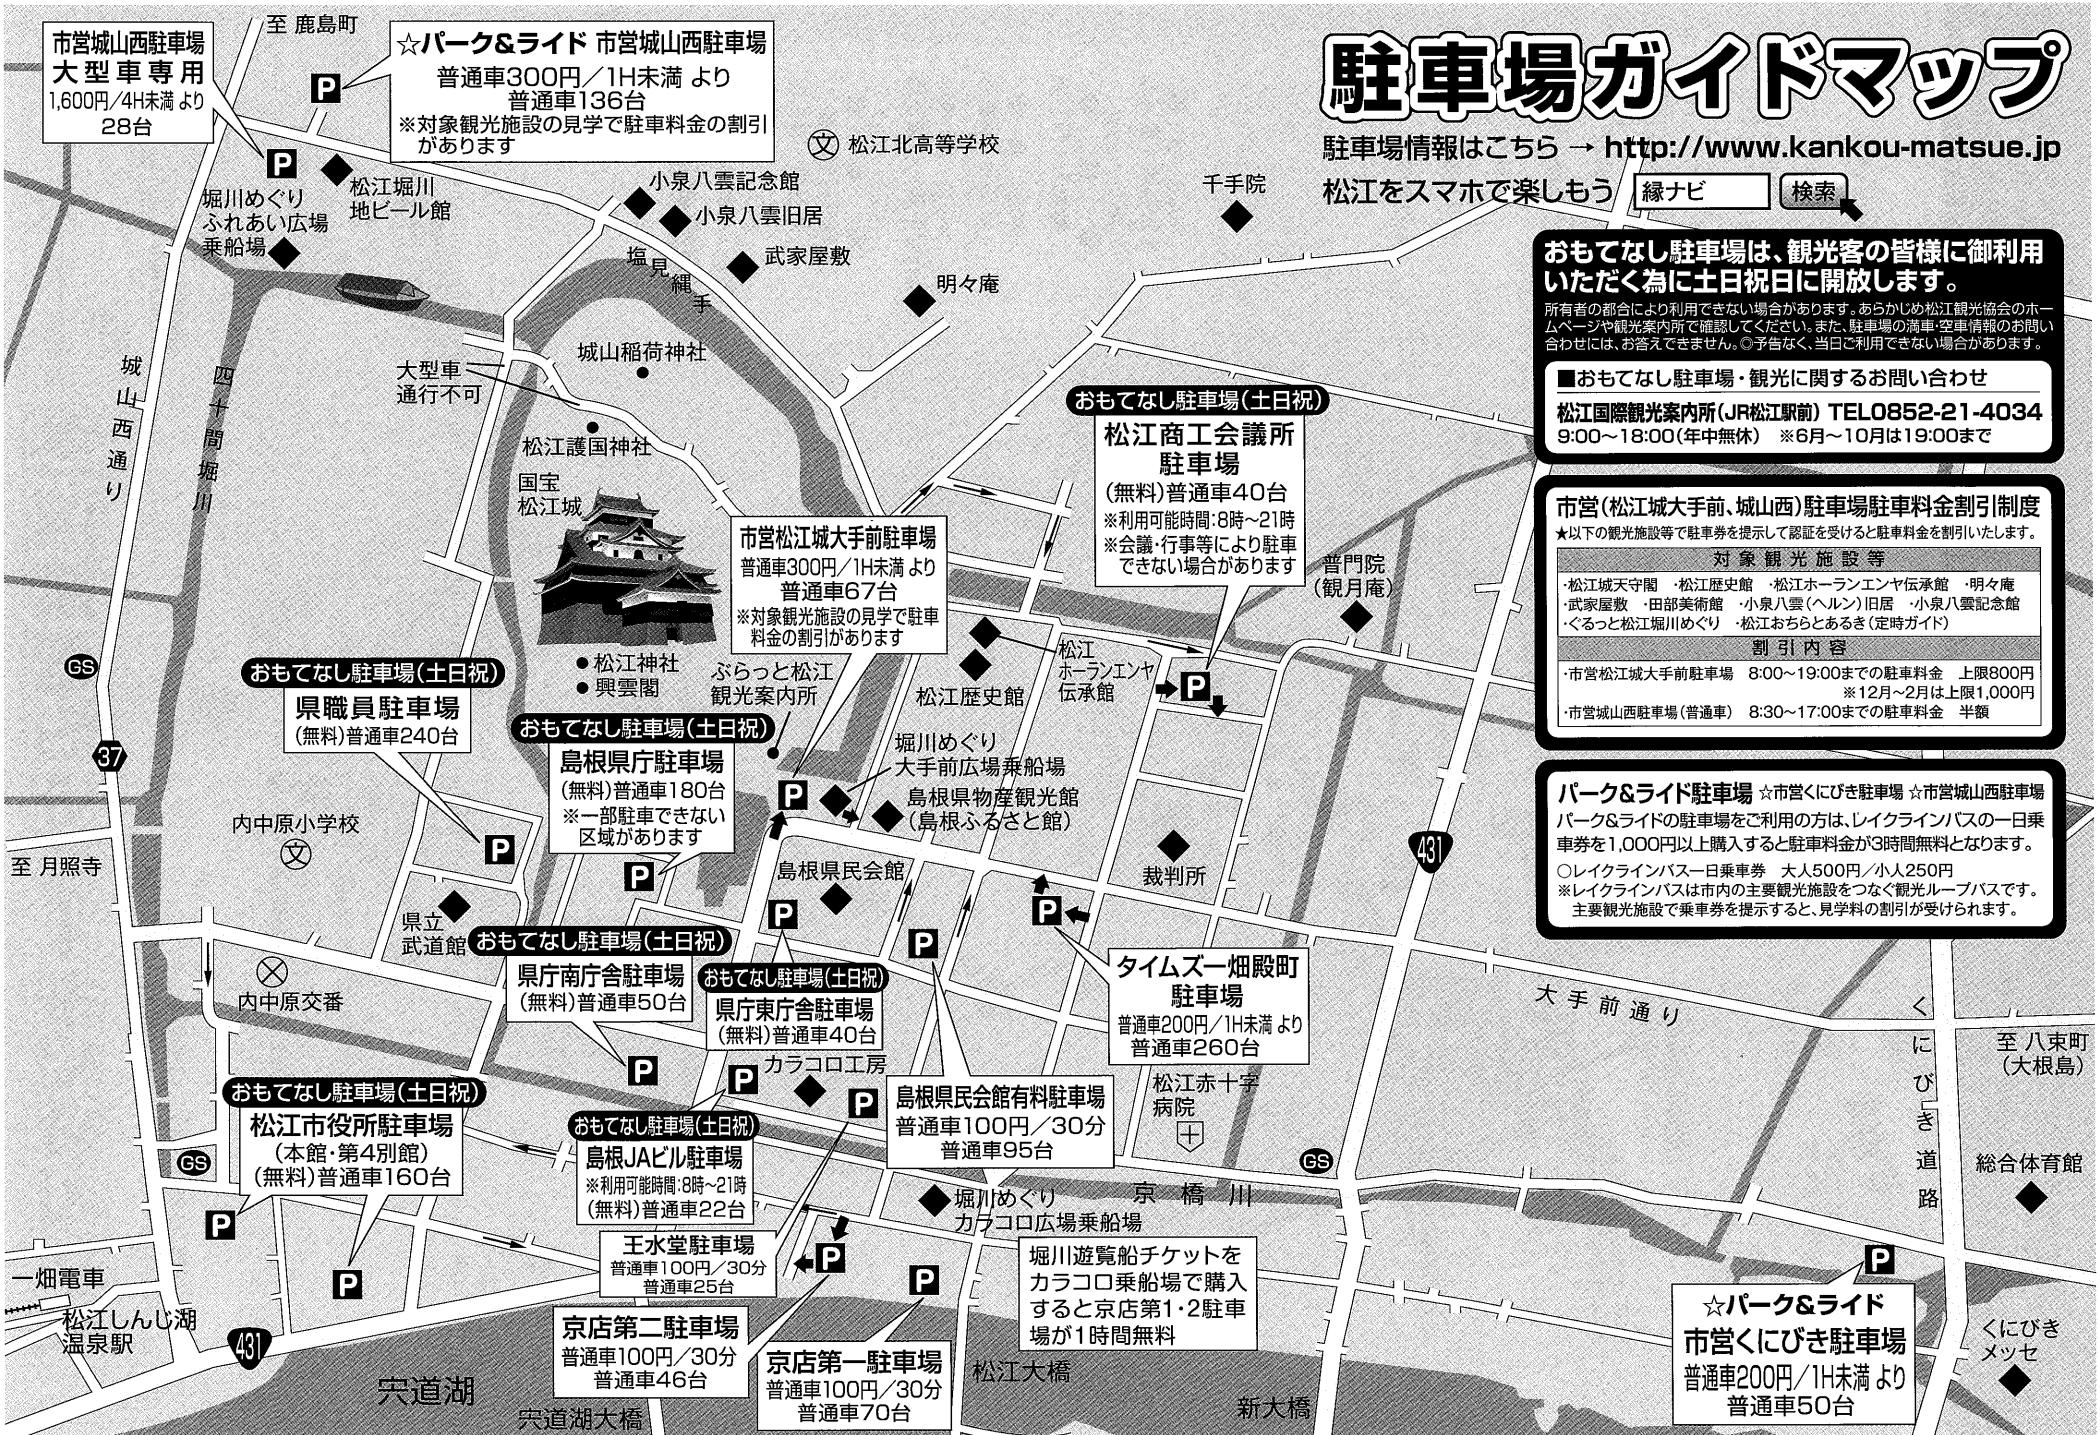 駐車場ガイドマップ
駐車場情報はこちら → http://www.kankou-matsue.jp
松江をスマホで楽しもう 縁ナビ 検索
至 鹿島町
市営城山西駐車場
大型車専用
1,600円/4H未満 より
28台
P
☆パーク&ライド 市営城山西駐車場
普通車300円/1H未満 より
普通車136台
※対象観光施設の見学で駐車料金の割引
があります
P
松江堀川
地ビール館
堀川めぐり
ふれあい広場
乗船場
文 松江北高等学校
小泉八雲記念館
小泉八雲旧居
武家屋敷
塩見縄手
明々庵
千手院
城山西通り
四十間堀川
大型車
通行不可
城山稲荷神社
松江護国神社
国宝
松江城
松江神社
興雲閣
市営松江城大手前駐車場
普通車300円/1H未満 より
普通車67台
※対象観光施設の見学で駐車
料金の割引があります
ぶらっと松江
観光案内所
おもてなし駐車場(土日祝)
松江商工会議所
駐車場
(無料)普通車40台
※利用可能時間:8時〜21時
※会議・行事等により駐車
できない場合があります
P
普門院
(観月庵)
松江
ホーランエンヤ
伝承館
松江歴史館
おもてなし駐車場は、観光客の皆様に御利用
いただく為に土日祝日に開放します。
所有者の都合により利用できない場合があります。あらかじめ松江観光協会のホー
ムページや観光案内所で確認してください。また、駐車場の満車・空車情報のお問い
合わせには、お答えできません。◎予告なく、当日ご利用できない場合があります。
■おもてなし駐車場・観光に関するお問い合わせ
松江国際観光案内所(JR松江駅前) TEL0852-21-4034
9:00〜18:00(年中無休) ※6月〜10月は19:00まで
市営(松江城大手前、城山西)駐車場駐車料金割引制度
★以下の観光施設等で駐車券を提示して認証を受けると駐車料金を割引いたします。
対象観光施設等
・松江城天守閣 ・松江歴史館 ・松江ホーランエンヤ伝承館 ・明々庵
・武家屋敷 ・田部美術館 ・小泉八雲(ヘルン)旧居 ・小泉八雲記念館
・ぐるっと松江堀川めぐり ・松江おちらとあるき(定時ガイド)
割引内容
・市営松江城大手前駐車場 8:00〜19:00までの駐車料金 上限800円
※12月〜2月は上限1,000円
・市営城山西駐車場(普通車) 8:30〜17:00までの駐車料金 半額
パーク&ライド駐車場 ☆市営くにびき駐車場 ☆市営城山西駐車場
パーク&ライドの駐車場をご利用の方は、レイクラインバスの一日乗
車券を1,000円以上購入すると駐車料金が3時間無料となります。
○レイクラインバス一日乗車券 大人500円/小人250円
※レイクラインバスは市内の主要観光施設をつなぐ観光ループバスです。
主要観光施設で乗車券を提示すると、見学料の割引が受けられます。
GS
37
おもてなし駐車場(土日祝)
県職員駐車場
(無料)普通車240台
P
おもてなし駐車場(土日祝)
島根県庁駐車場
(無料)普通車180台
※一部駐車できない
区域があります
P
堀川めぐり
大手前広場乗船場
P
島根県物産観光館
(島根ふるさと館)
内中原小学校
文
至 月照寺
県立
武道館
島根県民会館
裁判所
431
P
P
P
内中原交番
おもてなし駐車場(土日祝)
県庁南庁舎駐車場
(無料)普通車50台
P
おもてなし駐車場(土日祝)
県庁東庁舎駐車場
(無料)普通車40台
タイムズ一畑殿町
駐車場
普通車200円/1H未満 より
普通車260台
大手前通り
くにびき道路
至 八束町
(大根島)
カラコロ工房
P
P
おもてなし駐車場(土日祝)
松江市役所駐車場
(本館・第4別館)
(無料)普通車160台
GS
P
P
おもてなし駐車場(土日祝)
島根JAビル駐車場
※利用可能時間:8時〜21時
(無料)普通車22台
島根県民会館有料駐車場
普通車100円/30分
普通車95台
松江赤十字
病院
GS
京橋川
総合体育館
堀川めぐり
カラコロ広場乗船場
王水堂駐車場
普通車100円/30分
普通車25台
P
P
京店第二駐車場
普通車100円/30分
普通車46台
京店第一駐車場
普通車100円/30分
普通車70台
堀川遊覧船チケットを
カラコロ乗船場で購入
すると京店第1・2駐車
場が1時間無料
P
☆パーク&ライド
市営くにびき駐車場
普通車200円/1H未満 より
普通車50台
くにびき
メッセ
一畑電車
松江しんじ湖
温泉駅
431
宍道湖
宍道湖大橋
松江大橋
新大橋